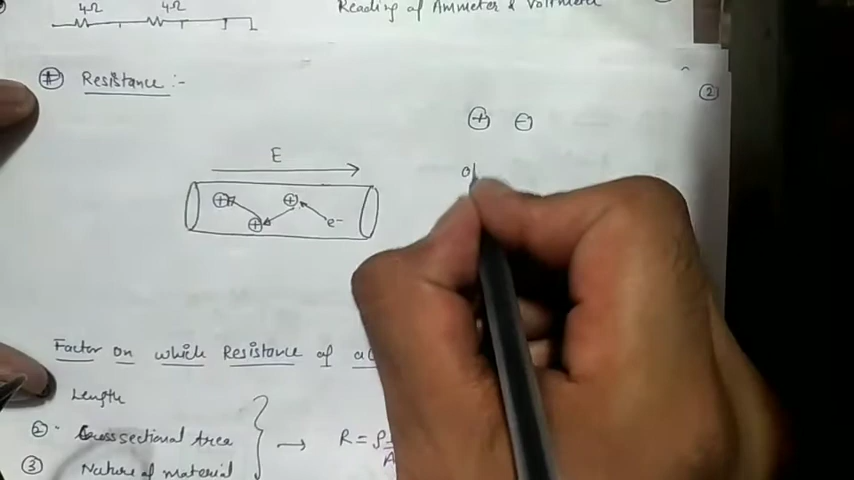 4Ω 4Ω
Reading of Ammeter & Voltmeter
② 
Resistance :-
+ -
E
+ + + e-
Factor on which Resistance of a
Length
② Crosssectional Area
③ Nature of material
→ R = ρ
A